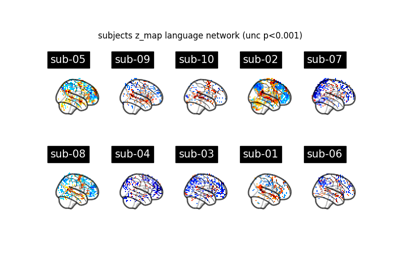 subjects z_map language network (unc p<0.001)
sub-05 sub-09 sub-10 sub-02 sub-07
sub-08 sub-04 sub-03 sub-01 sub-06